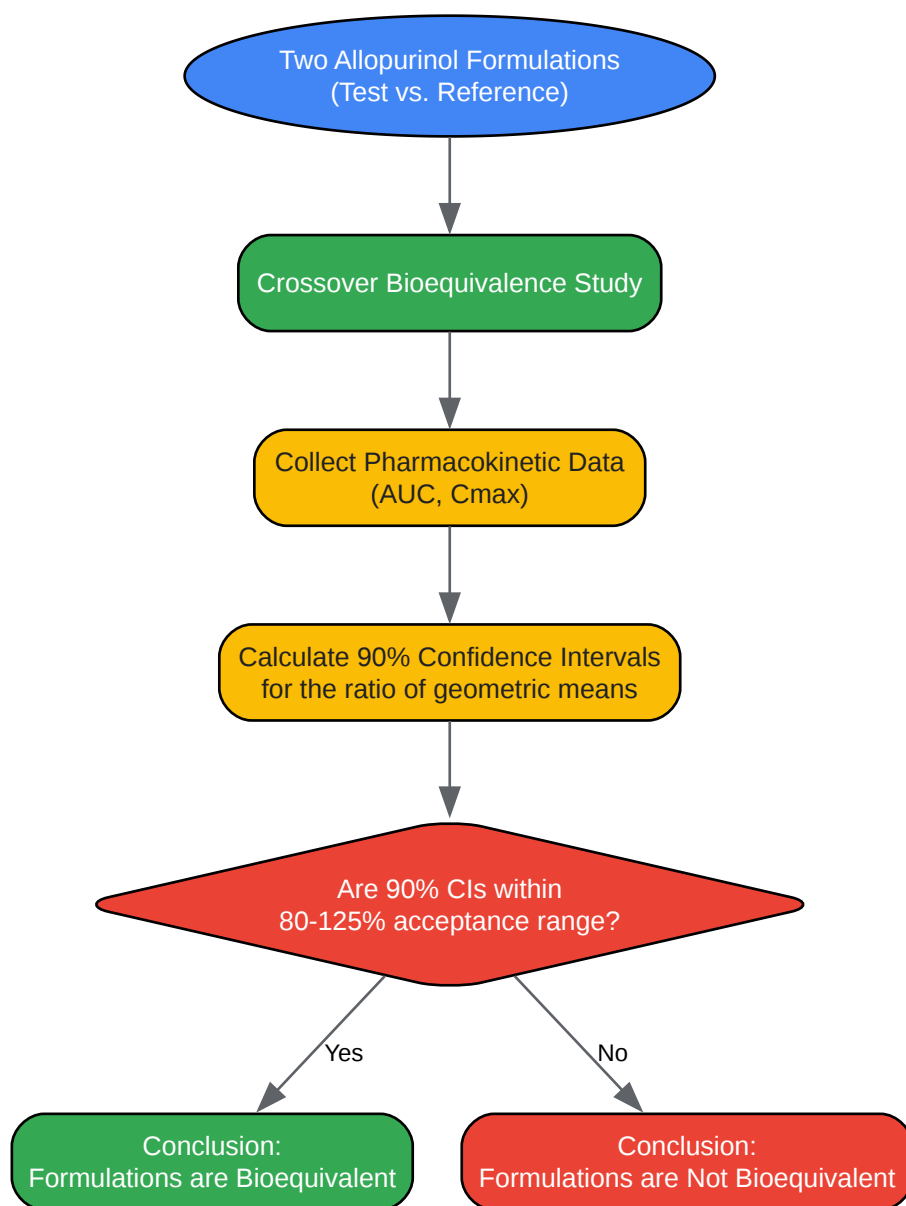 Two Allopurinol Formulations
(Test vs. Reference)
Crossover Bioequivalence Study
Collect Pharmacokinetic Data
(AUC, Cmax)
Calculate 90% Confidence Intervals
for the ratio of geometric means
Are 90% CIs within
80-125% acceptance range?
Yes
No
Conclusion:
Formulations are Bioequivalent
Conclusion:
Formulations are Not Bioequivalent